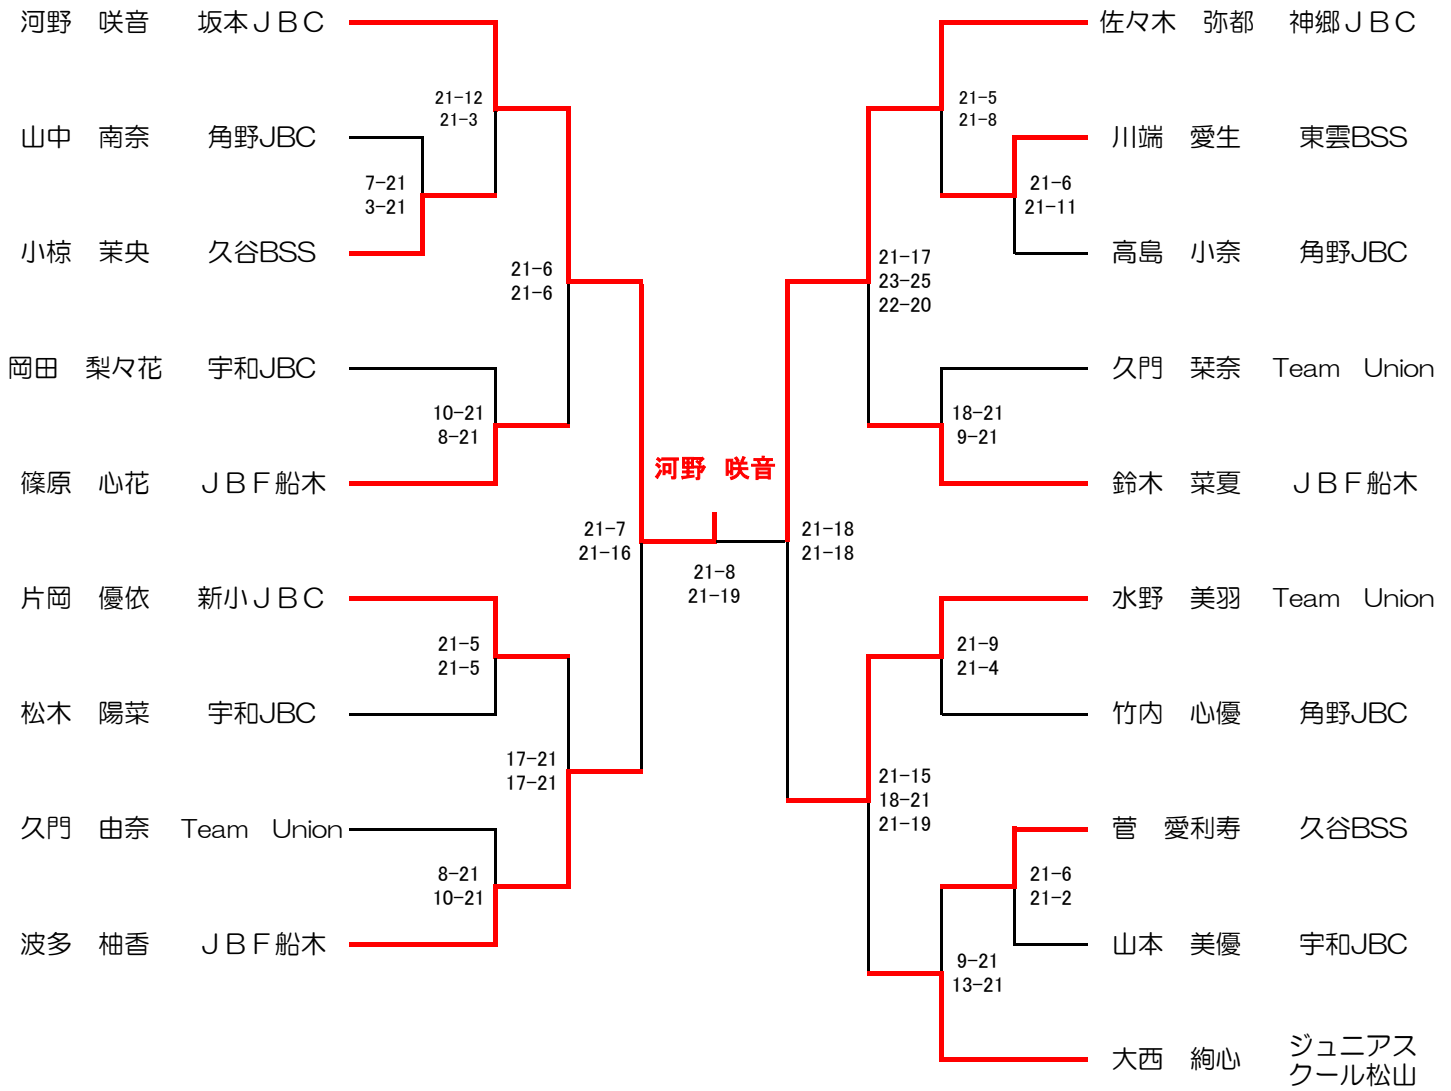 河野　咲音　坂本ＪＢＣ
21-12
21-3
山中　南奈　角野JBC
7-21
3-21
小椋　茉央　久谷BSS
21-6
21-6
岡田　梨々花　宇和JBC
10-21
8-21
篠原　心花　ＪＢＦ船木
21-7
21-16
片岡　優依　新小ＪＢＣ
21-5
21-5
松木　陽菜　宇和JBC
17-21
17-21
久門　由奈　Team　Union
8-21
10-21
波多　柚香　ＪＢＦ船木
河野　咲音
21-8
21-19
佐々木　弥都　神郷ＪＢＣ
21-5
21-8
川端　愛生　東雲BSS
21-6
21-11
高島　小奈　角野JBC
21-17
23-25
22-20
久門　栞奈　Team　Union
18-21
9-21
鈴木　菜夏　ＪＢＦ船木
21-18
21-18
水野　美羽　Team　Union
21-9
21-4
竹内　心優　角野JBC
21-15
18-21
21-19
菅　愛利寿　久谷BSS
21-6
21-2
山本　美優　宇和JBC
9-21
13-21
大西　絢心　ジュニアス
クール松山